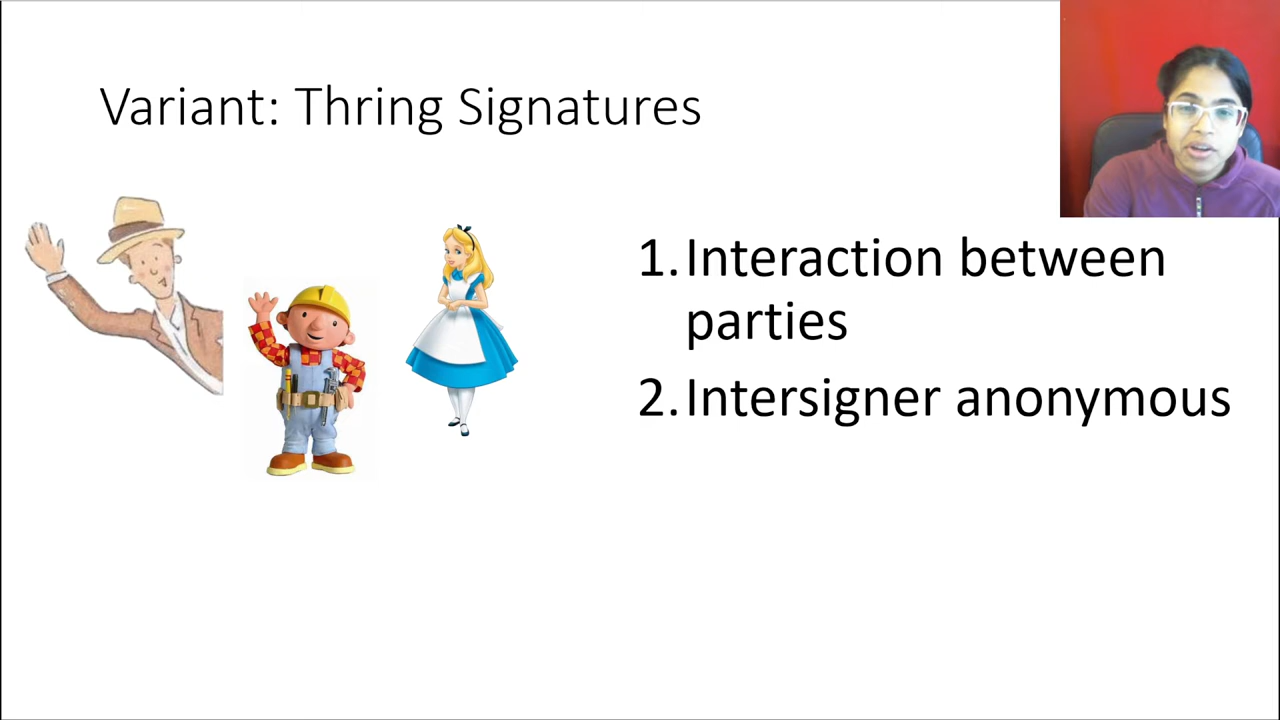 Variant: Thring Signatures
1. Interaction between
parties
2. Intersigner anonymous